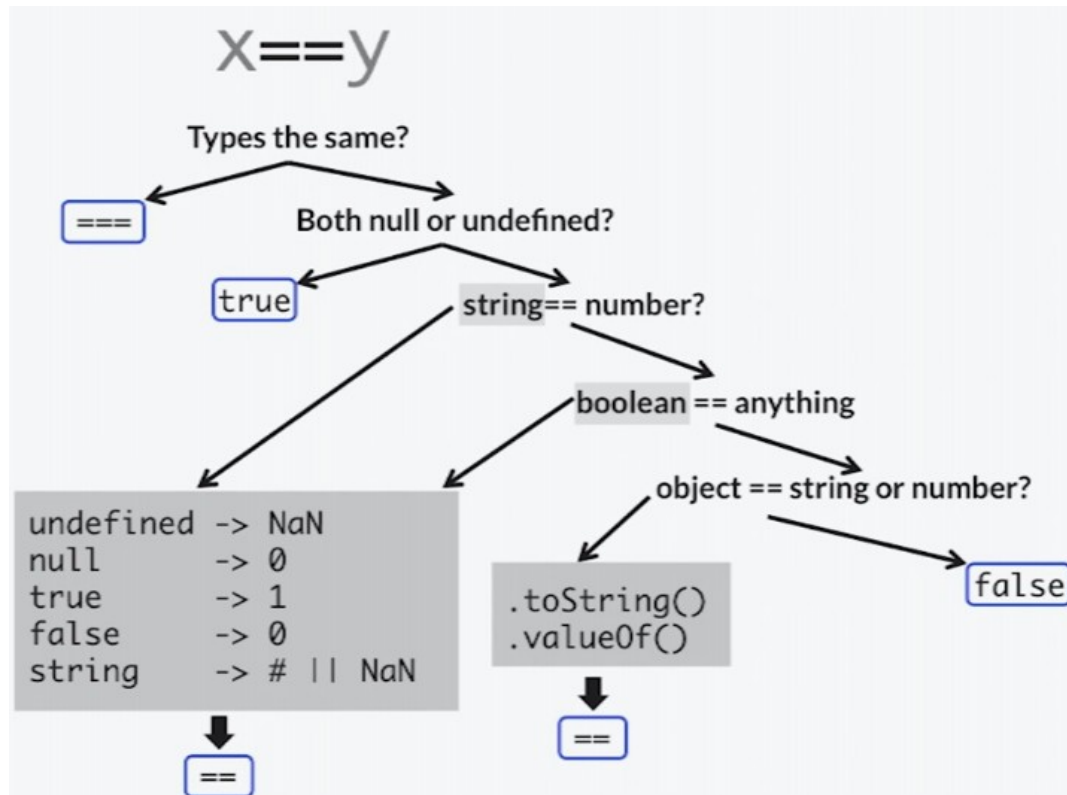 x==y
Types the same?
===
Both null or undefined?
true
string== number?
boolean == anything
object == string or number?
undefined -> NaN
null -> 0
true -> 1
false -> 0
string -> # || NaN
==
.toString()
.valueOf()
==
false